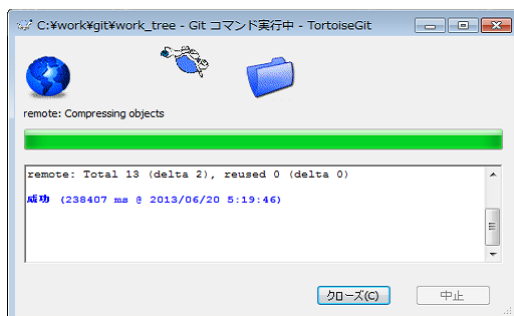 C:¥work¥git¥work_tree - Git コマンド実行中 - TortoiseGit
remote: Compressing objects
remote: Total 13 (delta 2), reused 0 (delta 0)
成功 (238407 ms @ 2013/06/20 5:19:46)
クローズ(C)
中止